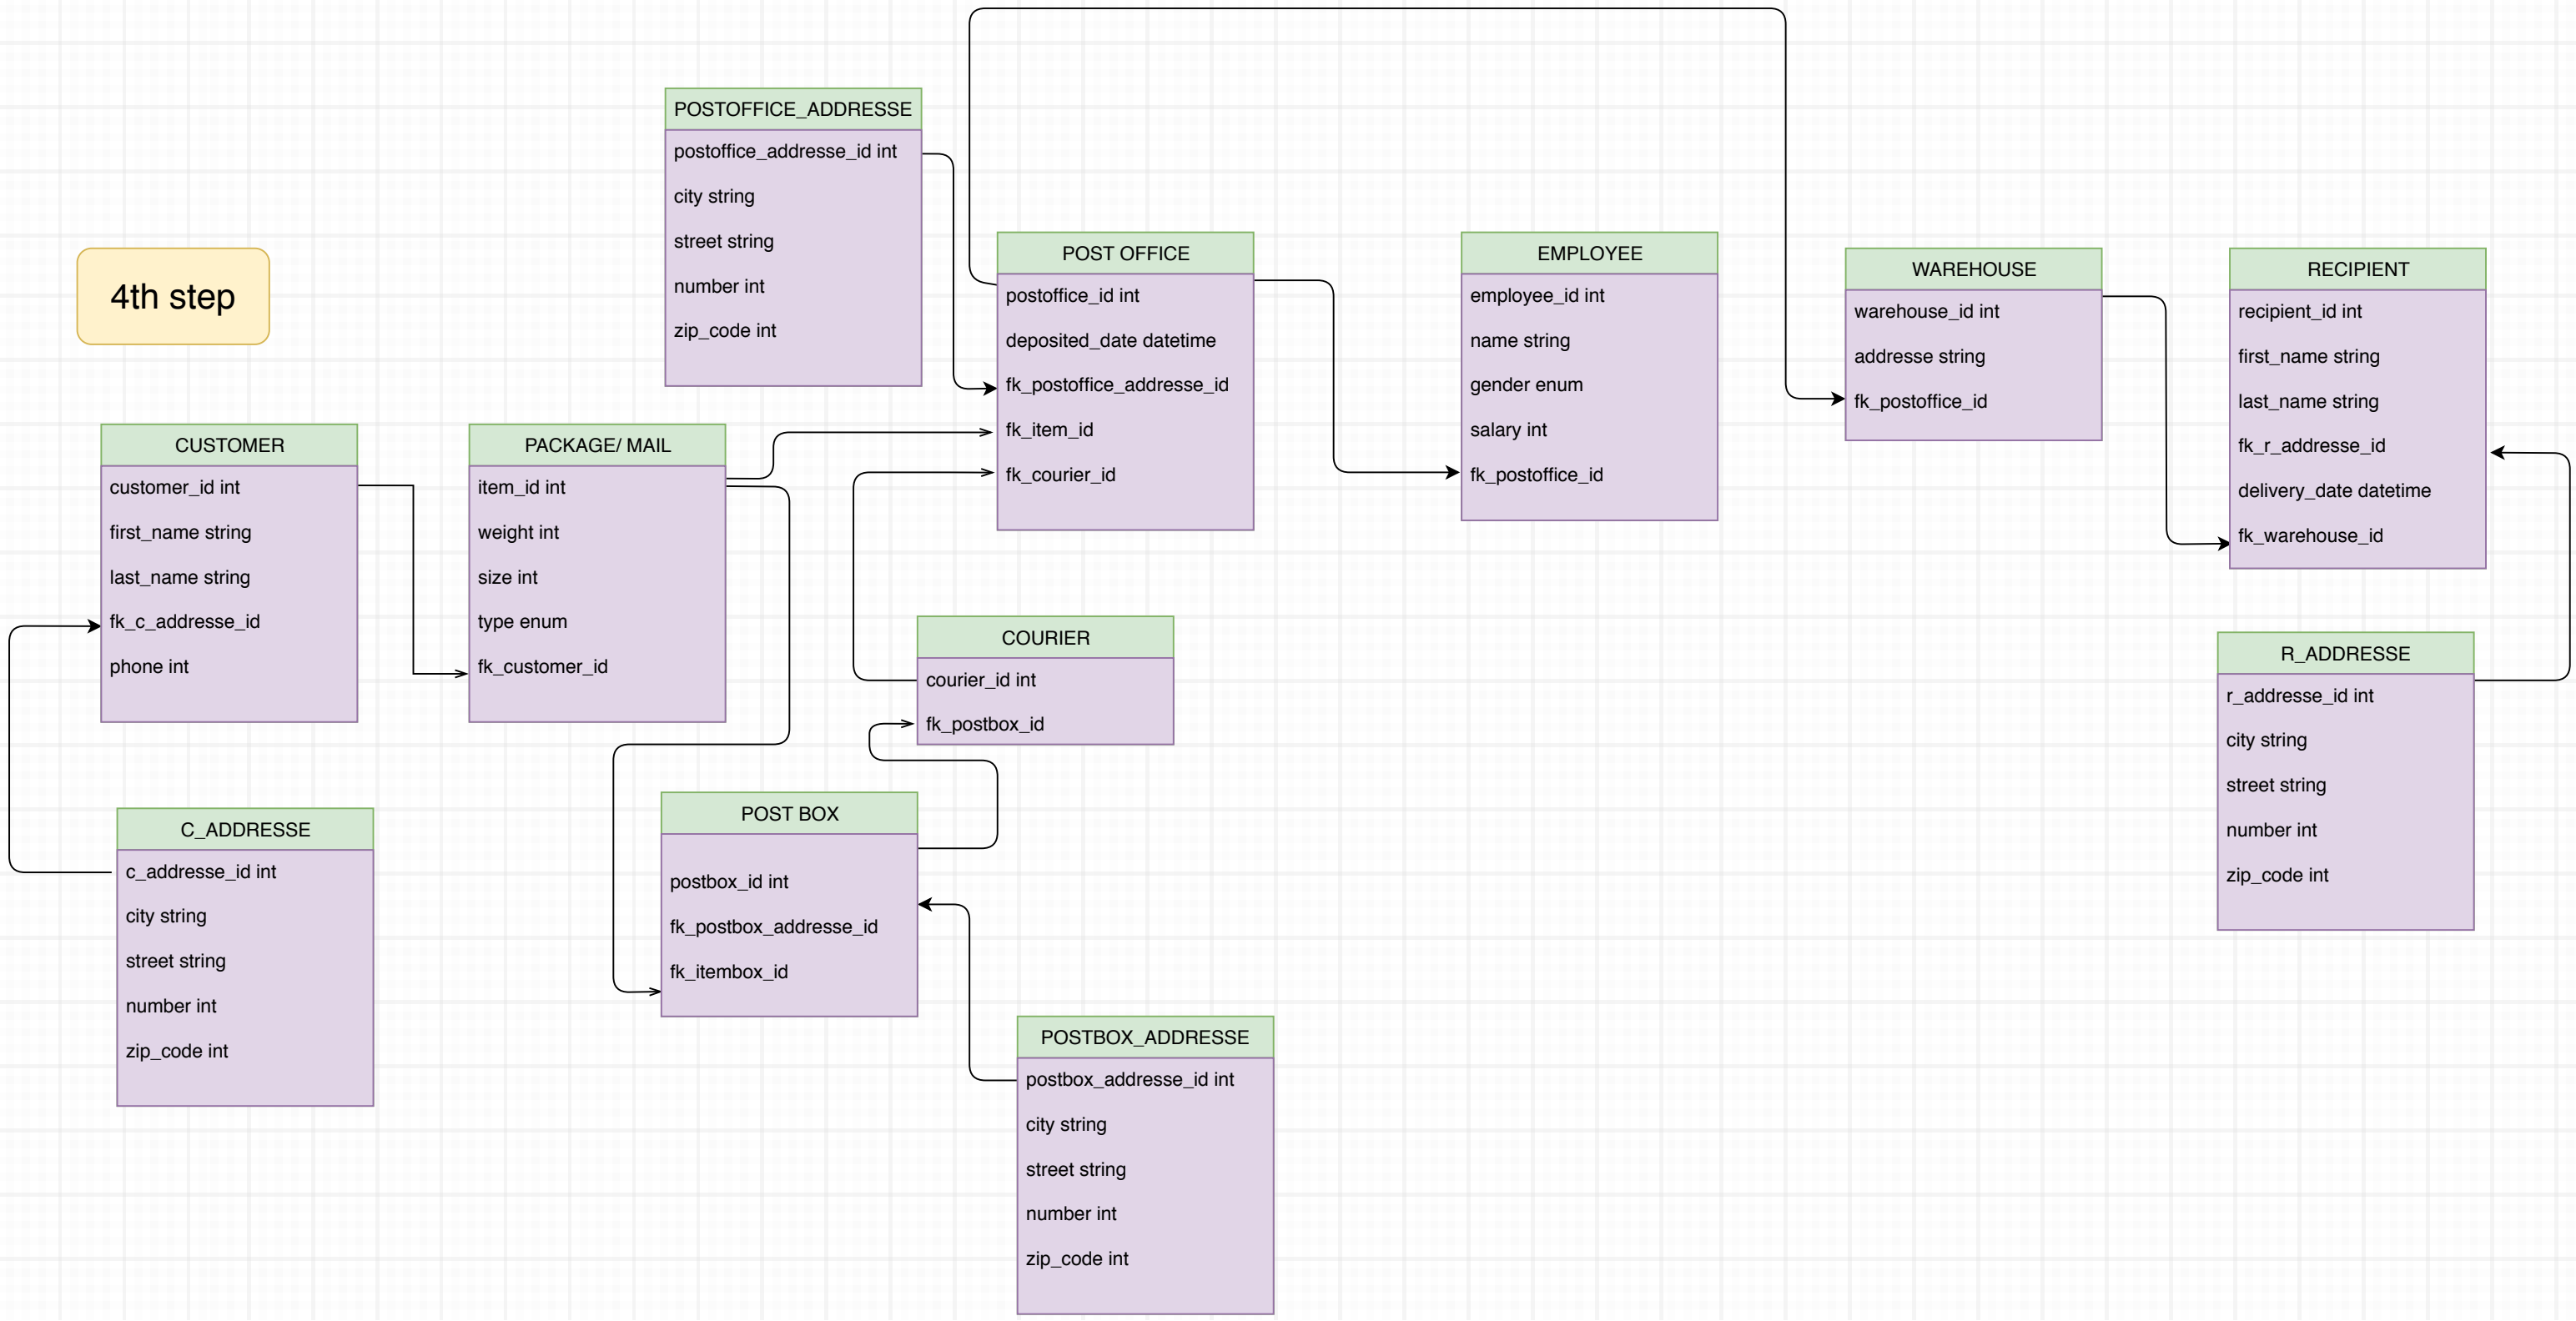 4th step
POSTOFFICE_ADDRESSE
postoffice_addresse_id int
city string
street string
number int
zip_code int
POST OFFICE
postoffice_id int
deposited_date datetime
fk_postoffice_addresse_id
fk_item_id
fk_courier_id
EMPLOYEE
employee_id int
name string
gender enum
salary int
fk_postoffice_id
WAREHOUSE
warehouse_id int
addresse string
fk_postoffice_id
RECIPIENT
recipient_id int
first_name string
last_name string
fk_r_addresse_id
delivery_date datetime
fk_warehouse_id
CUSTOMER
customer_id int
first_name string
last_name string
fk_c_addresse_id
phone int
PACKAGE/ MAIL
item_id int
weight int
size int
type enum
fk_customer_id
COURIER
courier_id int
fk_postbox_id
R_ADDRESSE
r_addresse_id int
city string
street string
number int
zip_code int
C_ADDRESSE
c_addresse_id int
city string
street string
number int
zip_code int
POST BOX
postbox_id int
fk_postbox_addresse_id
fk_itembox_id
POSTBOX_ADDRESSE
postbox_addresse_id int
city string
street string
number int
zip_code int